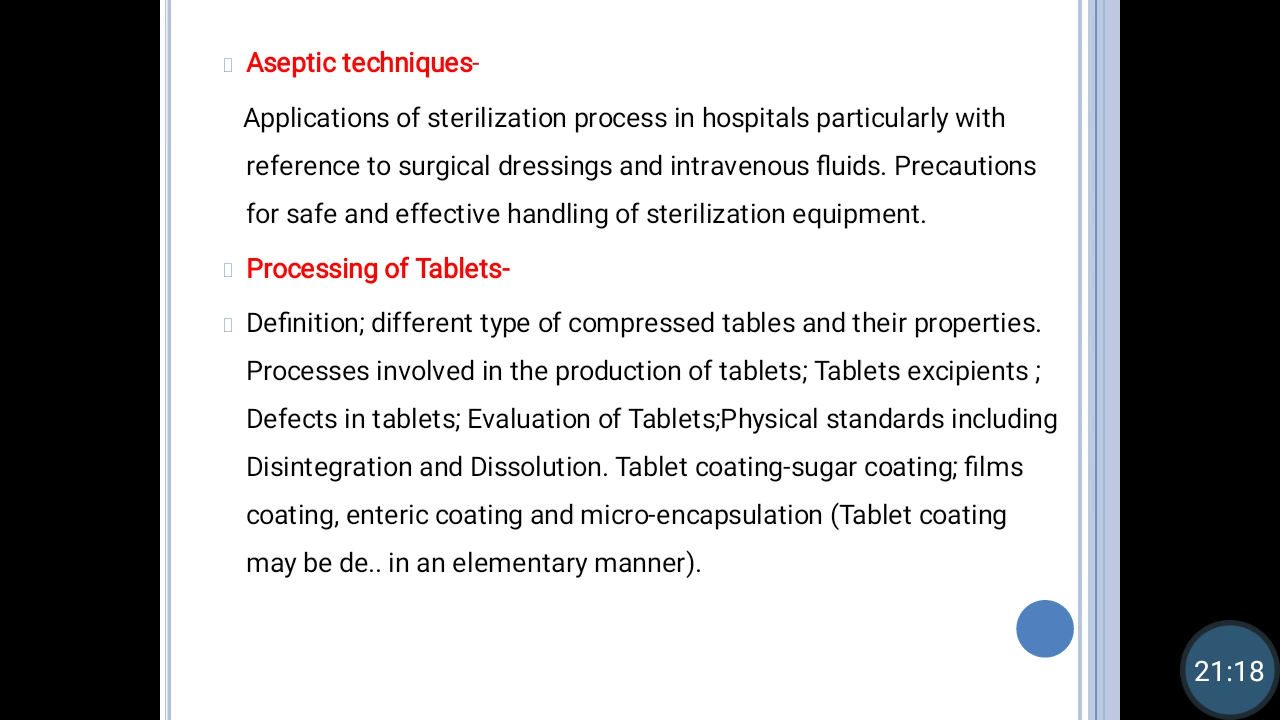 Aseptic techniques-
Applications of sterilization process in hospitals particularly with
reference to surgical dressings and intravenous fluids. Precautions
for safe and effective handling of sterilization equipment.
Processing of Tablets-
Definition; different type of compressed tables and their properties.
Processes involved in the production of tablets; Tablets excipients ;
Defects in tablets; Evaluation of Tablets;Physical standards including
Disintegration and Dissolution. Tablet coating-sugar coating; films
coating, enteric coating and micro-encapsulation (Tablet coating
may be de.. in an elementary manner).
21:18